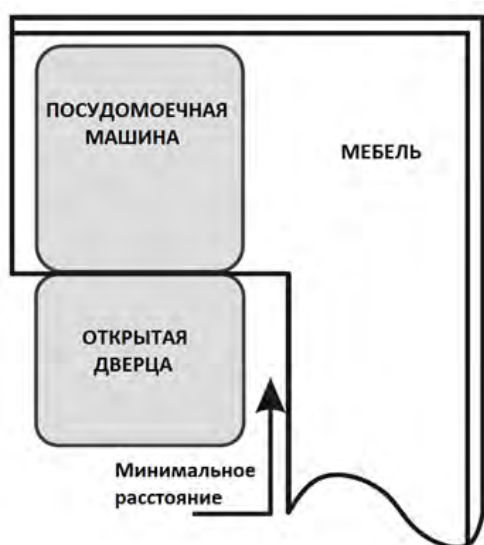 ПОСУДОМОЕЧНАЯ
МАШИНА
МЕБЕЛЬ
ОТКРЫТАЯ
ДВЕРЦА
Минимальное
расстояние